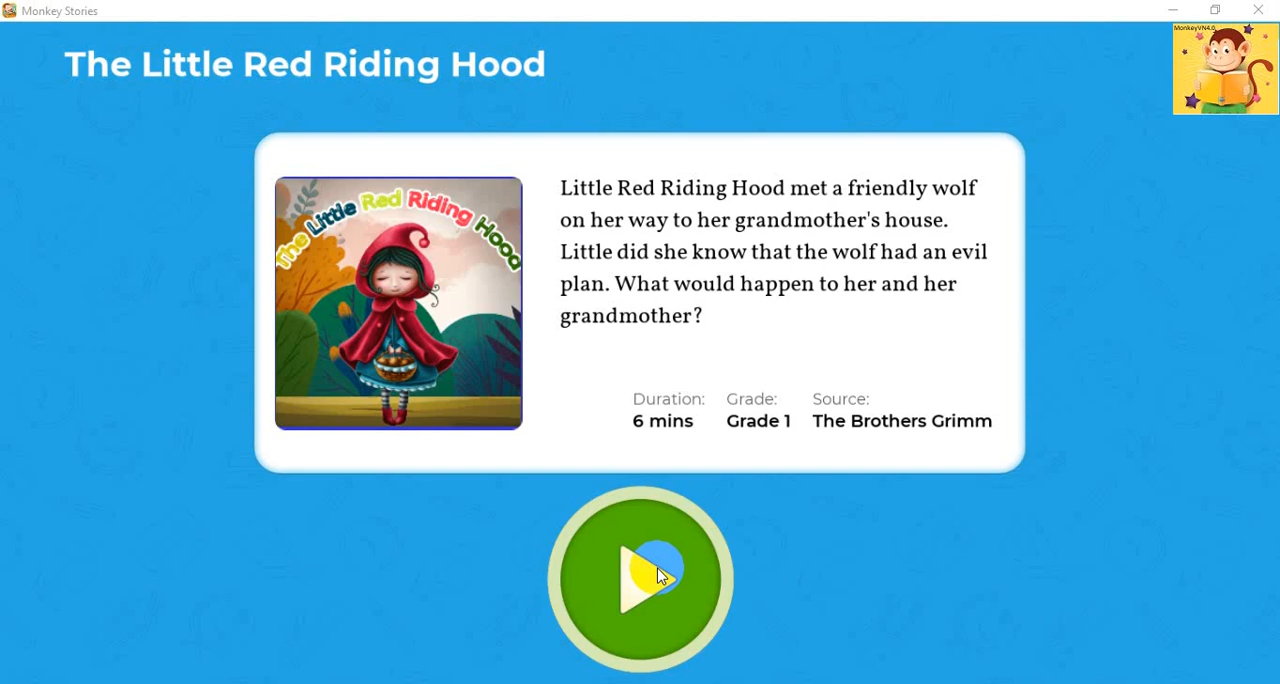 Monkey Stories
MonkeyVN4.0
The Little Red Riding Hood
The Little Red Riding Hood
Little Red Riding Hood met a friendly wolf
on her way to her grandmother's house.
Little did she know that the wolf had an evil
plan. What would happen to her and her
grandmother?
Duration: Grade: Source:
6 mins Grade 1 The Brothers Grimm